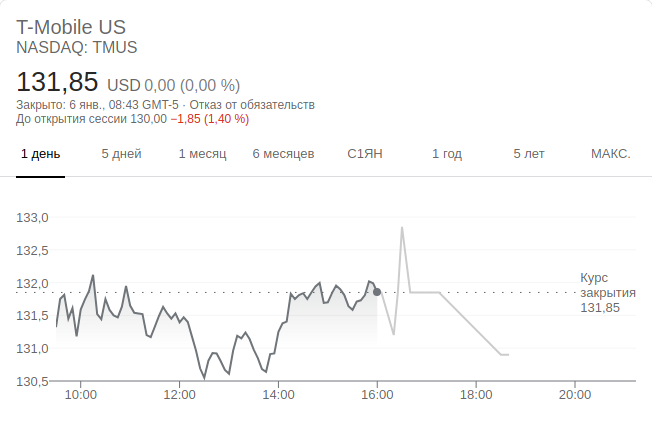 T-Mobile US
NASDAQ: TMUS
131,85 USD 0,00 (0,00 %)
Закрыто: 6 янв., 08:43 GMT-5 · Отказ от обязательств
До открытия сессии 130,00 −1,85 (1,40 %)
1 день 5 дней 1 месяц 6 месяцев С1ЯН 1 год 5 лет МАКС.
133,0
132,5
132,0
131,5
131,0
130,5
Курс
закрытия
131,85
10:00 12:00 14:00 16:00 18:00 20:00